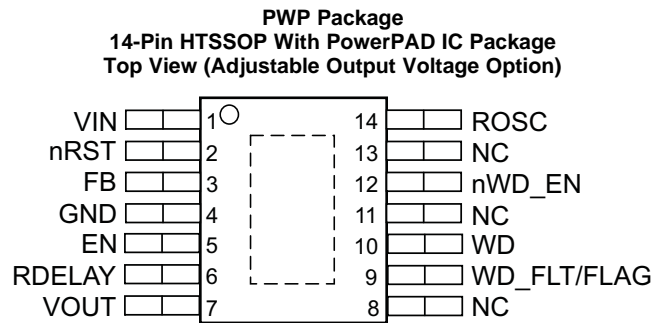 PWP Package
14-Pin HTSSOP With PowerPAD IC Package
Top View (Adjustable Output Voltage Option)
VIN 1 14 ROSC
nRST 2 13 NC
FB 3 12 nWD_EN
GND 4 11 NC
EN 5 10 WD
RDELAY 6 9 WD_FLT/FLAG
VOUT 7 8 NC